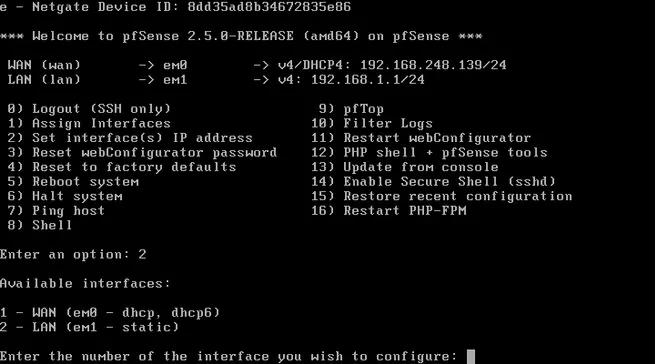 e - Netgate Device ID: 8dd35ad8b34672835e86
*** Welcome to pfSense 2.5.0-RELEASE (amd64) on pfSense ***
WAN (wan) -> em0 -> v4/DHCP4: 192.168.248.139/24
LAN (lan) -> em1 -> v4: 192.168.1.1/24
0) Logout (SSH only) 9) pfTop
1) Assign Interfaces 10) Filter Logs
2) Set interface(s) IP address 11) Restart webConfigurator
3) Reset webConfigurator password 12) PHP shell + pfSense tools
4) Reset to factory defaults 13) Update from console
5) Reboot system 14) Enable Secure Shell (sshd)
6) Halt system 15) Restore recent configuration
7) Ping host 16) Restart PHP-FPM
8) Shell
Enter an option: 2
Available interfaces:
1 - WAN (em0 - dhcp, dhcp6)
2 - LAN (em1 - static)
Enter the number of the interface you wish to configure: